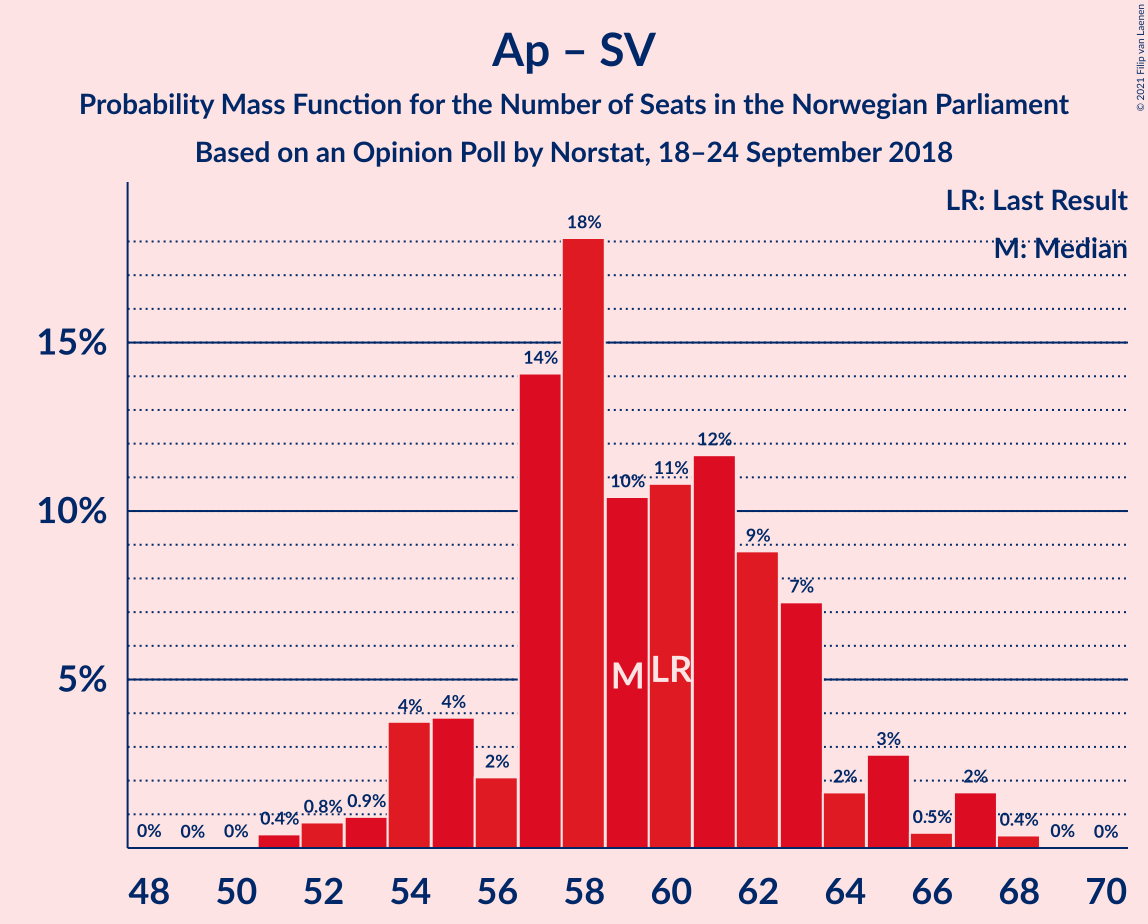 Ap – SV
Probability Mass Function for the Number of Seats in the Norwegian Parliament
Based on an Opinion Poll by Norstat, 18–24 September 2018
© 2021 Filip van Laenen
LR: Last Result
M: Median
15%
10%
5%
0%
0%
0%
0.4%
0.8%
0.9%
4%
4%
2%
14%
18%
10%
11%
12%
9%
7%
2%
3%
0.5%
2%
0.4%
0%
0%
M
LR
48 50 52 54 56 58 60 62 64 66 68 70